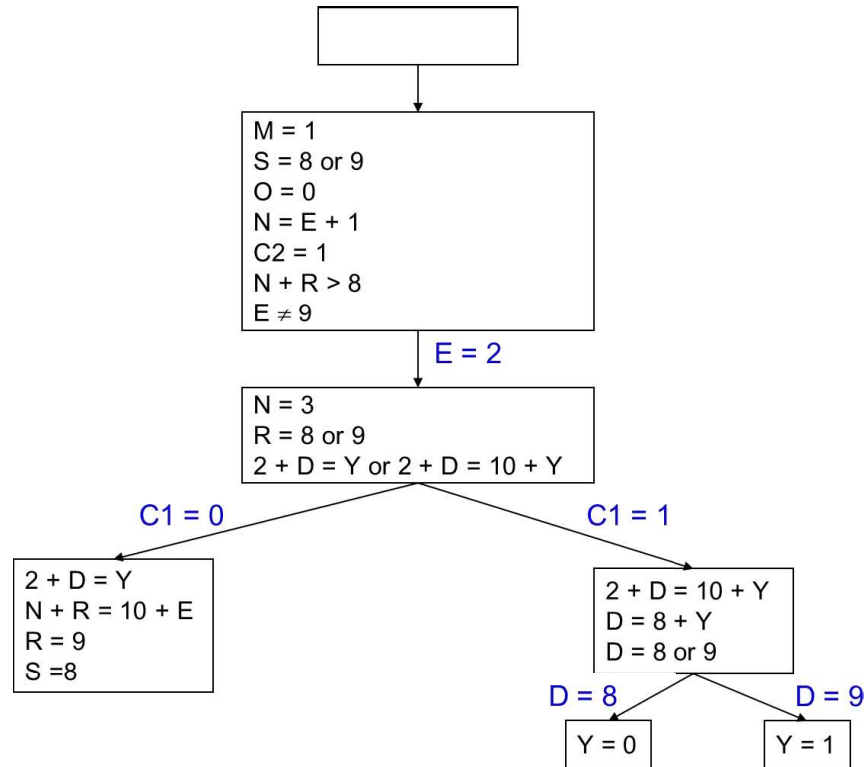 M = 1
S = 8 or 9
O = 0
N = E + 1
C2 = 1
N + R > 8
E ≠ 9
E = 2
N = 3
R = 8 or 9
2 + D = Y or 2 + D = 10 + Y
C1 = 0
C1 = 1
2 + D = Y
N + R = 10 + E
R = 9
S =8
2 + D = 10 + Y
D = 8 + Y
D = 8 or 9
D = 8
D = 9
Y = 0
Y = 1